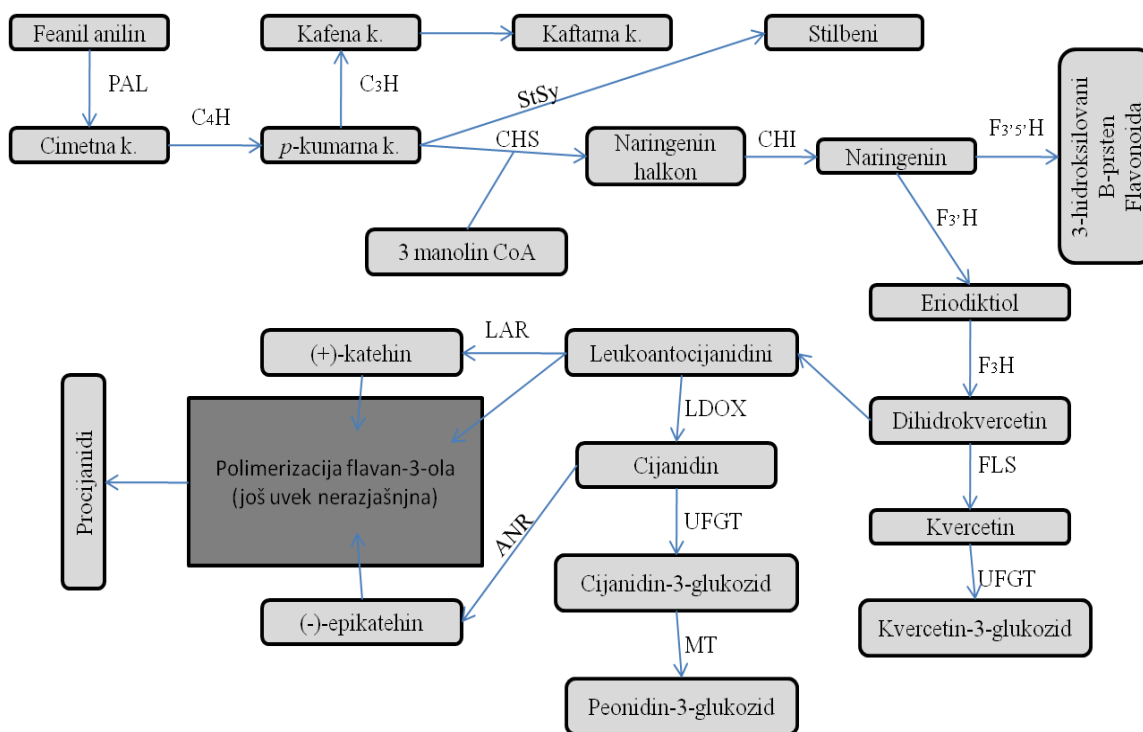 Feanil anilin
Kafena k.
Kaftarna k.
Stilbeni
PAL
C₃H
StSy
C₄H
Cimetna k.
p-kumarna k.
CHS
Naringenin
halkon
CHI
Naringenin
F3'5'H
3-hidroksilovani
B-prsten
Flavonoida
3 manolin CoA
F3'H
Eriodiktiol
F3H
(+)-katehin
LAR
Leukoantocijanidini
Dihidrokvercetin
LDOX
Procijanidi
Polimerizacija flavan-3-ola
(još uvek nerazjašnjna)
Cijanidin
FLS
ANR
UFGT
Kvercetin
UFGT
Cijanidin-3-glukozid
(-)-epikatehin
Kvercetin-3-glukozid
MT
Peonidin-3-glukozid